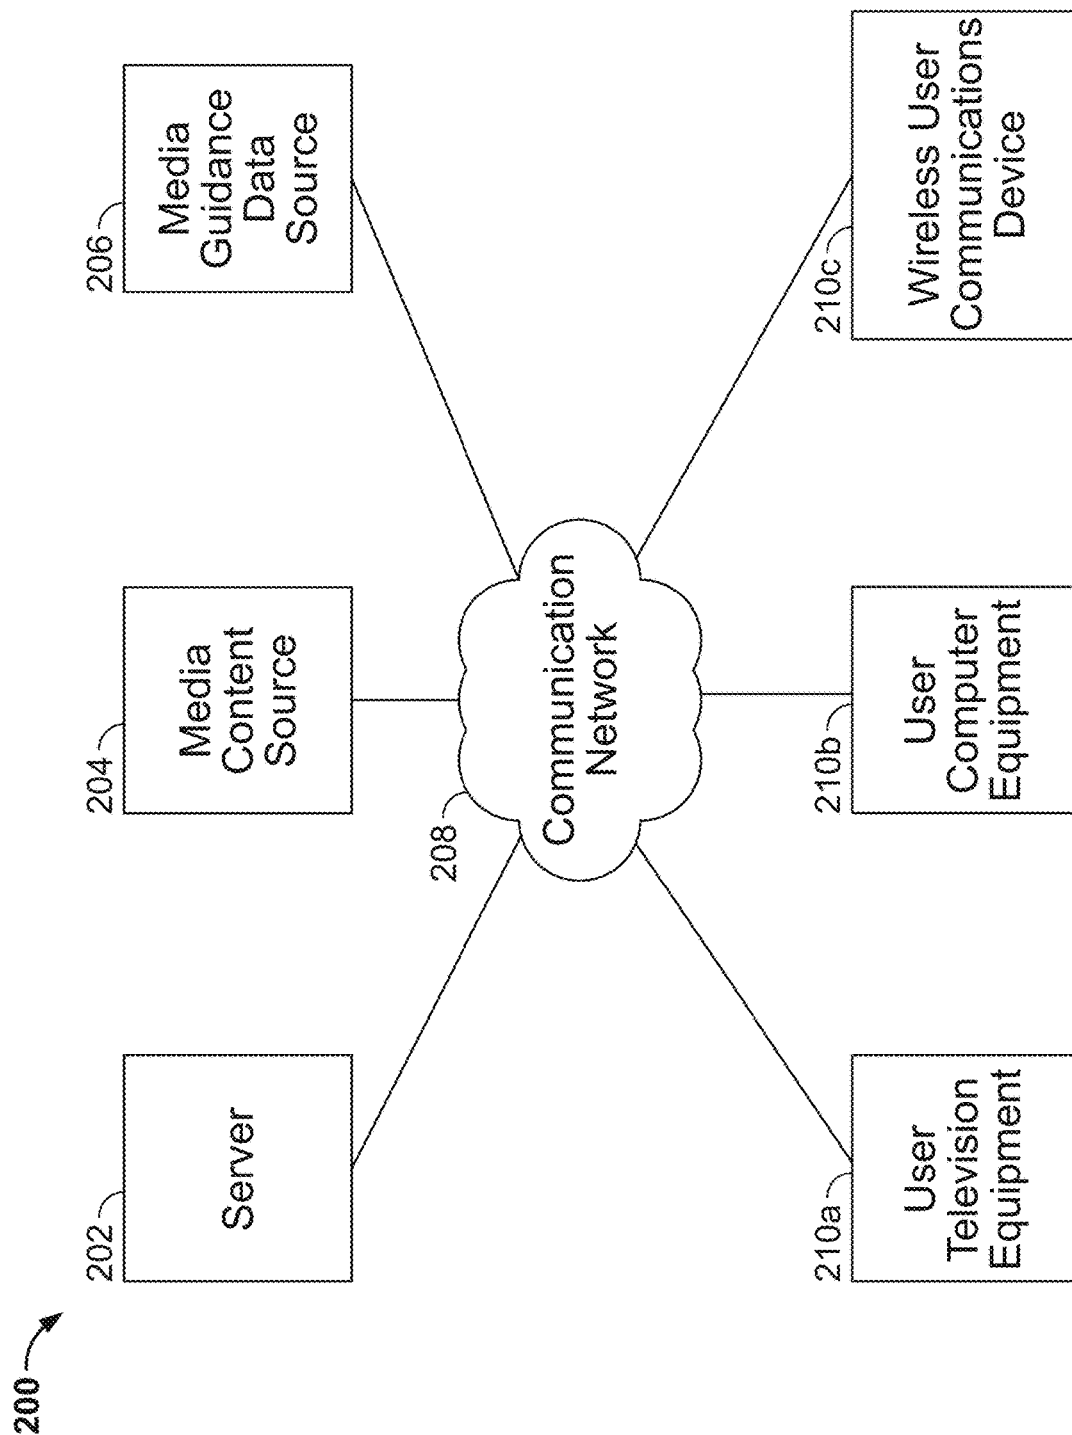 200
202
Server
204
Media
Content
Source
206
Media
Guidance
Data
Source
208
Communication
Network
210a
User
Television
Equipment
210b
User
Computer
Equipment
210c
Wireless User
Communications
Device